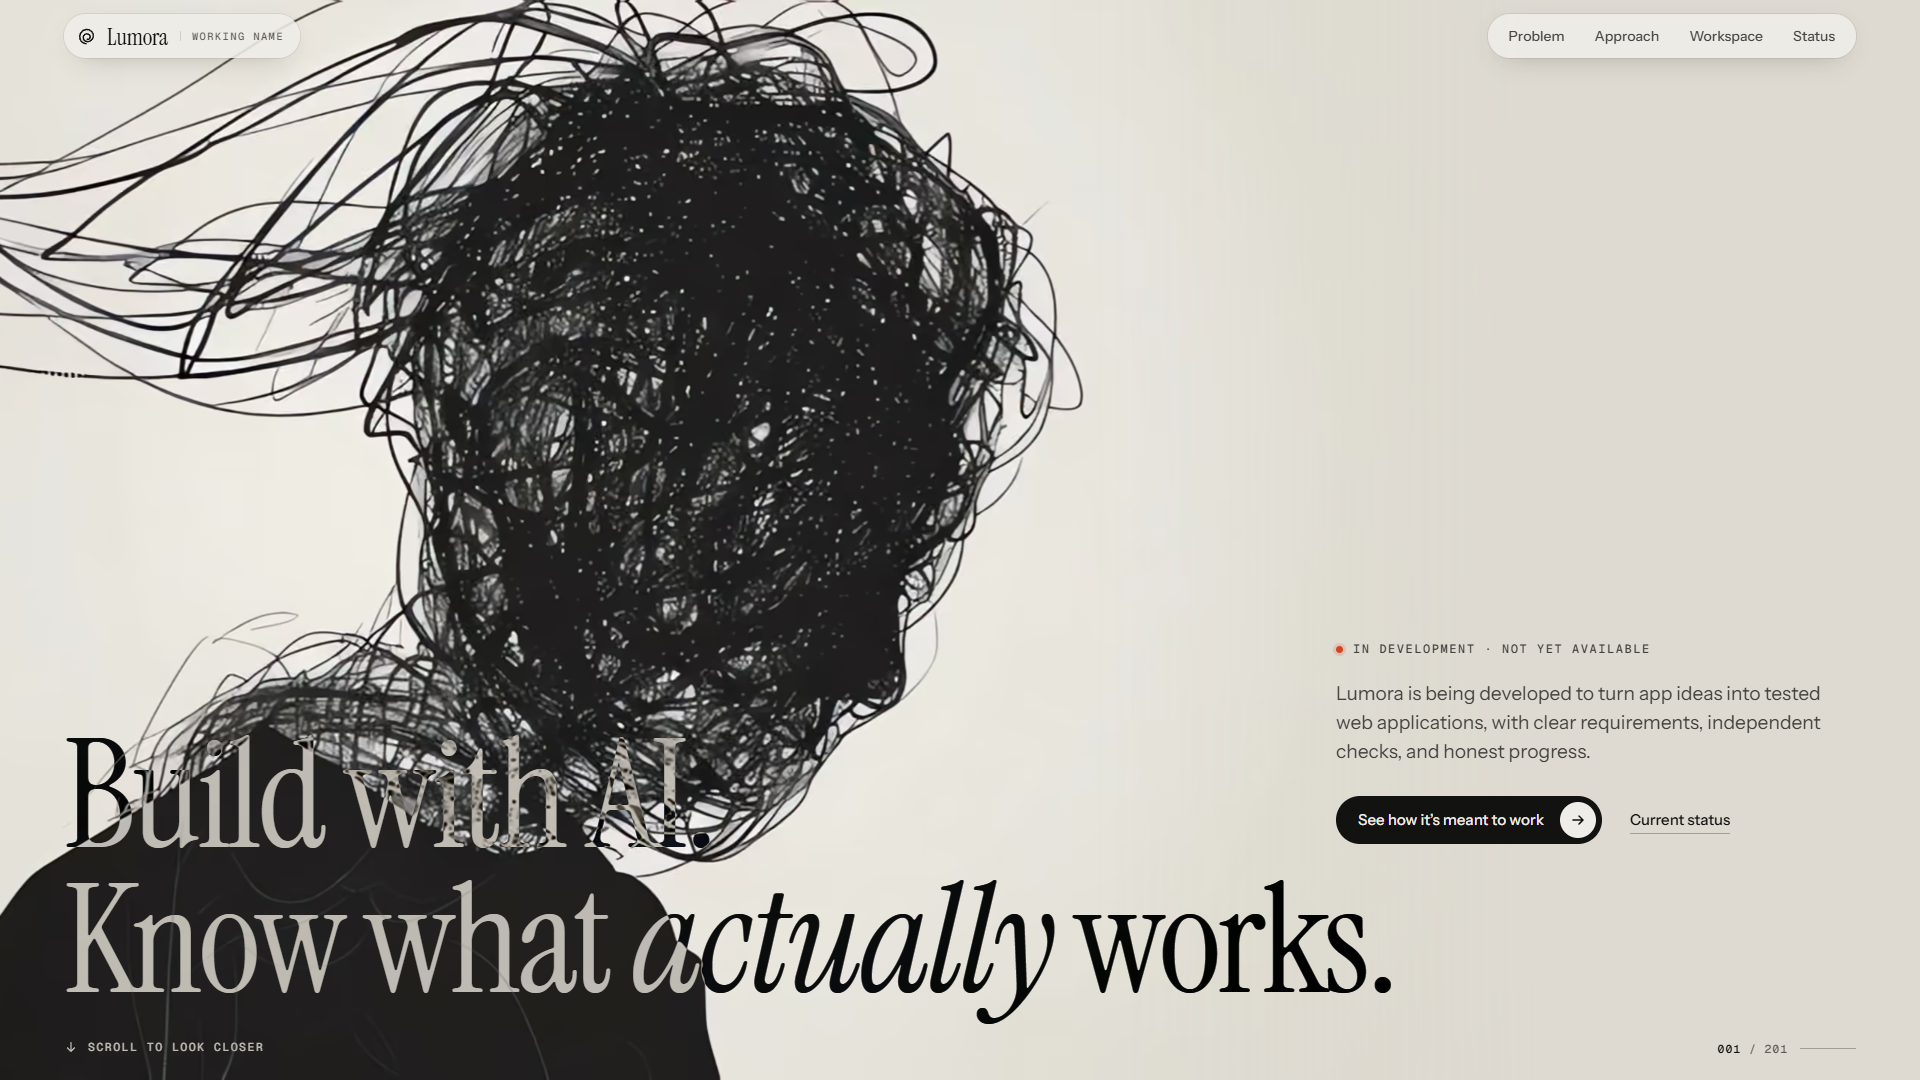 Lumora
WORKING NAME
Problem
Approach
Workspace
Status
IN DEVELOPMENT · NOT YET AVAILABLE
Lumora is being developed to turn app ideas into tested
web applications, with clear requirements, independent
checks, and honest progress.
See how it's meant to work
Current status
Build with AI.
Know what actually works.
SCROLL TO LOOK CLOSER
001 / 201